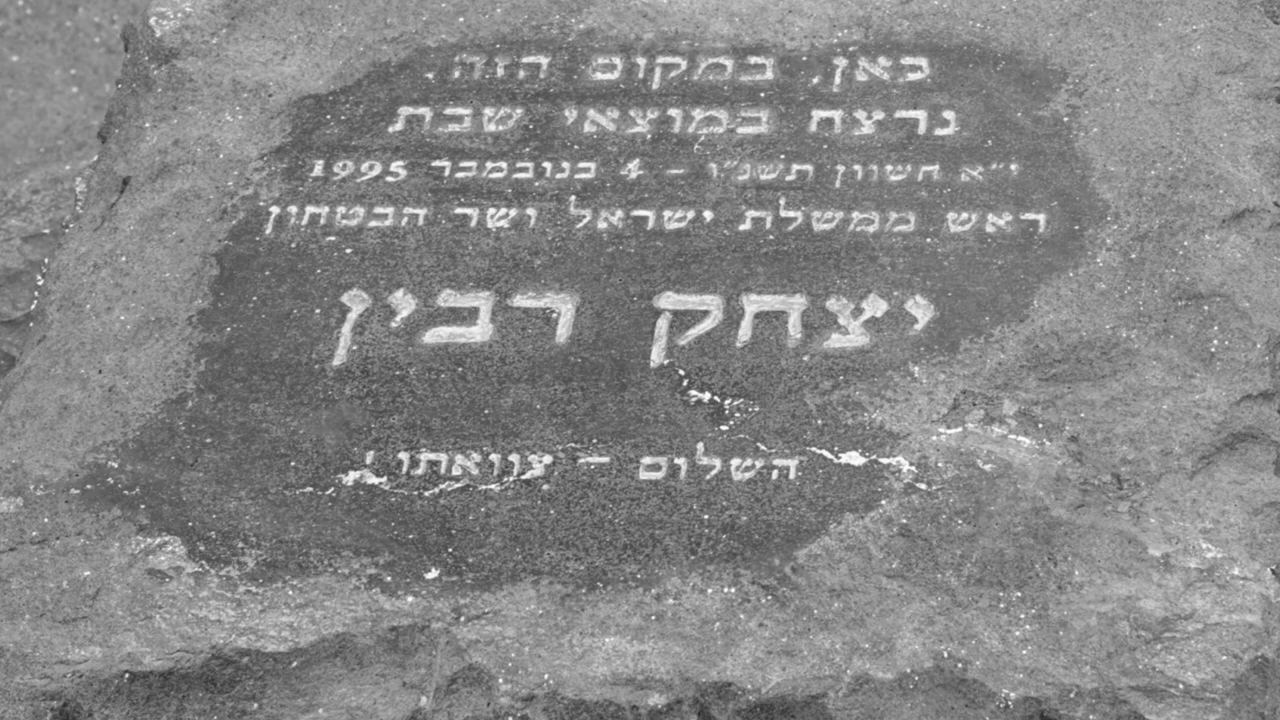 כאן, במקום הזה,
נרצח במוצאי שבת
י״א חשוון תשנ״ו – 4 בנובמבר 1995
ראש ממשלת ישראל ושר הבטחון
יצחק רבין
השלום – צוואתו !